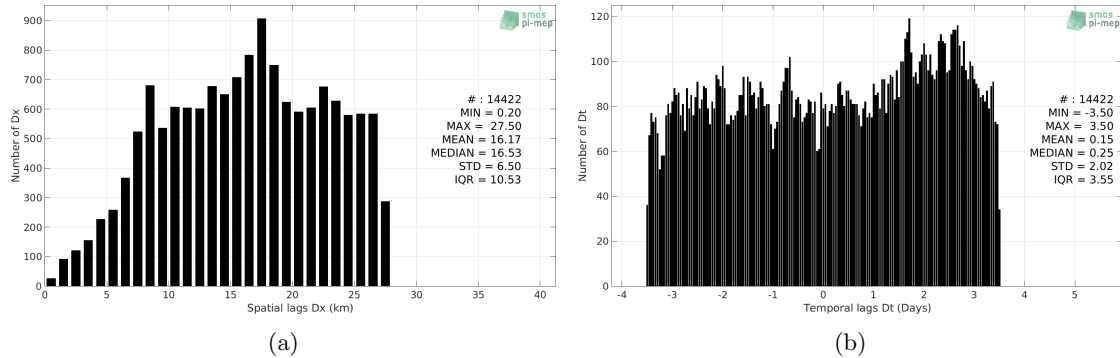 900
800
700
600
500
400
300
200
100
0
0 5 10 15 20 25 30 35 40
Number of Dx
Spatial lags Dx (km)
smos
pi-mep
# : 14422
MIN = 0.20
MAX = 27.50
MEAN = 16.17
MEDIAN = 16.53
STD = 6.50
IQR = 10.53
(a)
120
100
80
60
40
20
0
-4 -3 -2 -1 0 1 2 3 4 5
Number of Dt
Temporal lags Dt (Days)
smos
pi-mep
# : 14422
MIN = -3.50
MAX = 3.50
MEAN = 0.15
MEDIAN = 0.25
STD = 2.02
IQR = 3.55
(b)